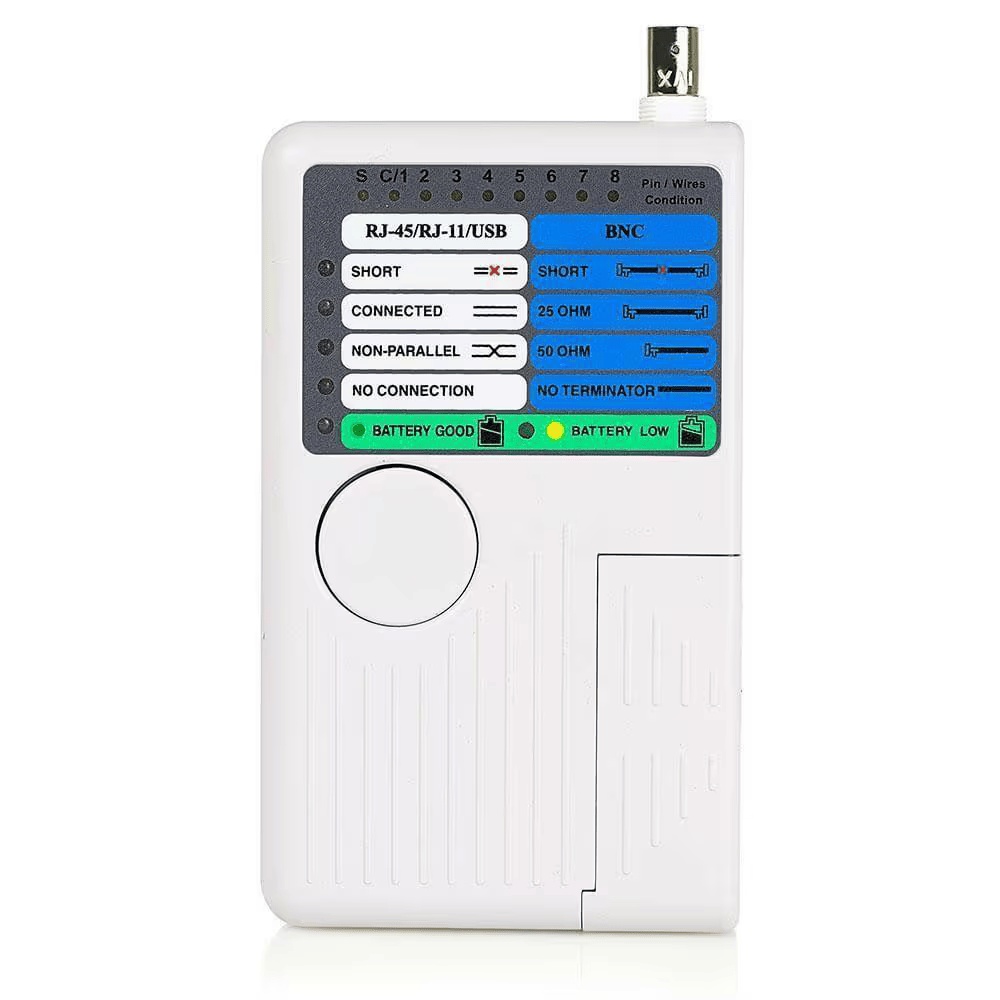 S C/1 2 3 4 5 6 7 8
Pin / Wires
Condition
RJ-45/RJ-11/USB
BNC
SHORT
SHORT
CONNECTED
25 OHM
NON-PARALLEL
50 OHM
NO CONNECTION
NO TERMINATOR
BATTERY GOOD
BATTERY LOW